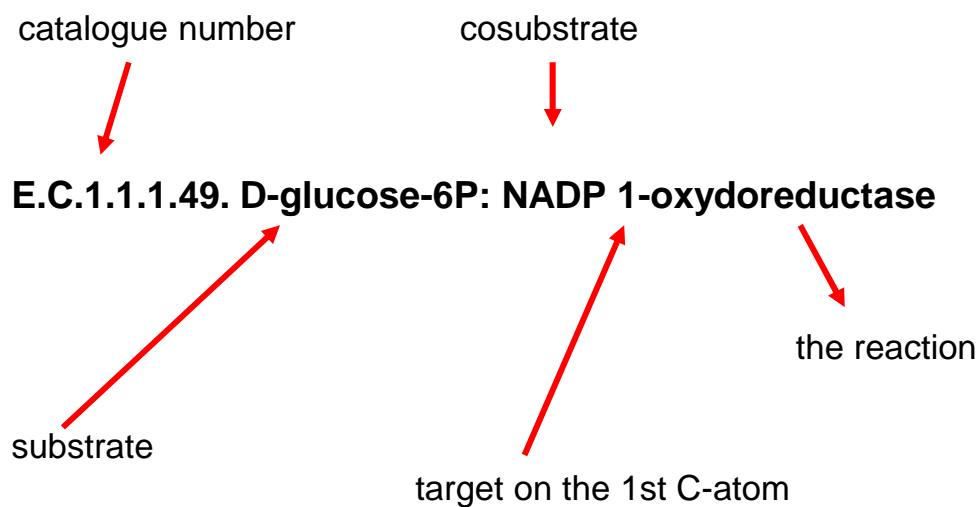 catalogue number
cosubstrate
E.C.1.1.1.49. D-glucose-6P: NADP 1-oxydoreductase
the reaction
substrate
target on the 1st C-atom